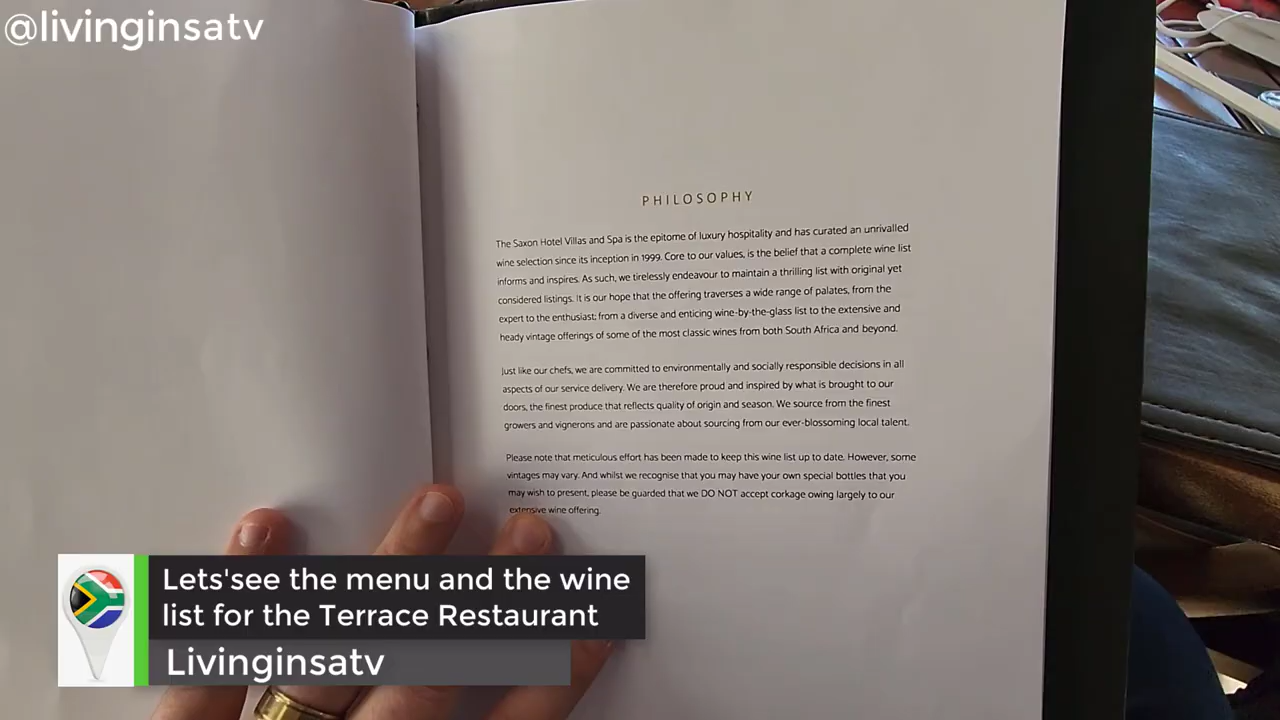 @livinginsatv
PHILOSOPHY
The Saxon Hotel Villas and Spa is the epitome of luxury hospitality and has curated an unrivalled
wine selection since its inception in 1999. Core to our values, is the belief that a complete wine list
informs and inspires. As such, we tirelessly endeavour to maintain a thrilling list with original yet
considered listings. It is our hope that the offering traverses a wide range of palates, from the
expert to the enthusiast; from a diverse and enticing wine-by-the-glass list to the extensive and
heady vintage offerings of some of the most classic wines from both South Africa and beyond.
Just like our chefs, we are committed to environmentally and socially responsible decisions in all
aspects of our service delivery. We are therefore proud and inspired by what is brought to our
doors, the finest produce that reflects quality of origin and season. We source from the finest
growers and vignerons and are passionate about sourcing from our ever-blossoming local talent.
Please note that meticulous effort has been made to keep this wine list up to date. However, some
vintages may vary. And whilst we recognise that you may have your own special bottles that you
may wish to present, please be guarded that we DO NOT accept corkage owing largely to our
extensive wine offering.
Lets'see the menu and the wine
list for the Terrace Restaurant
Livinginsatv